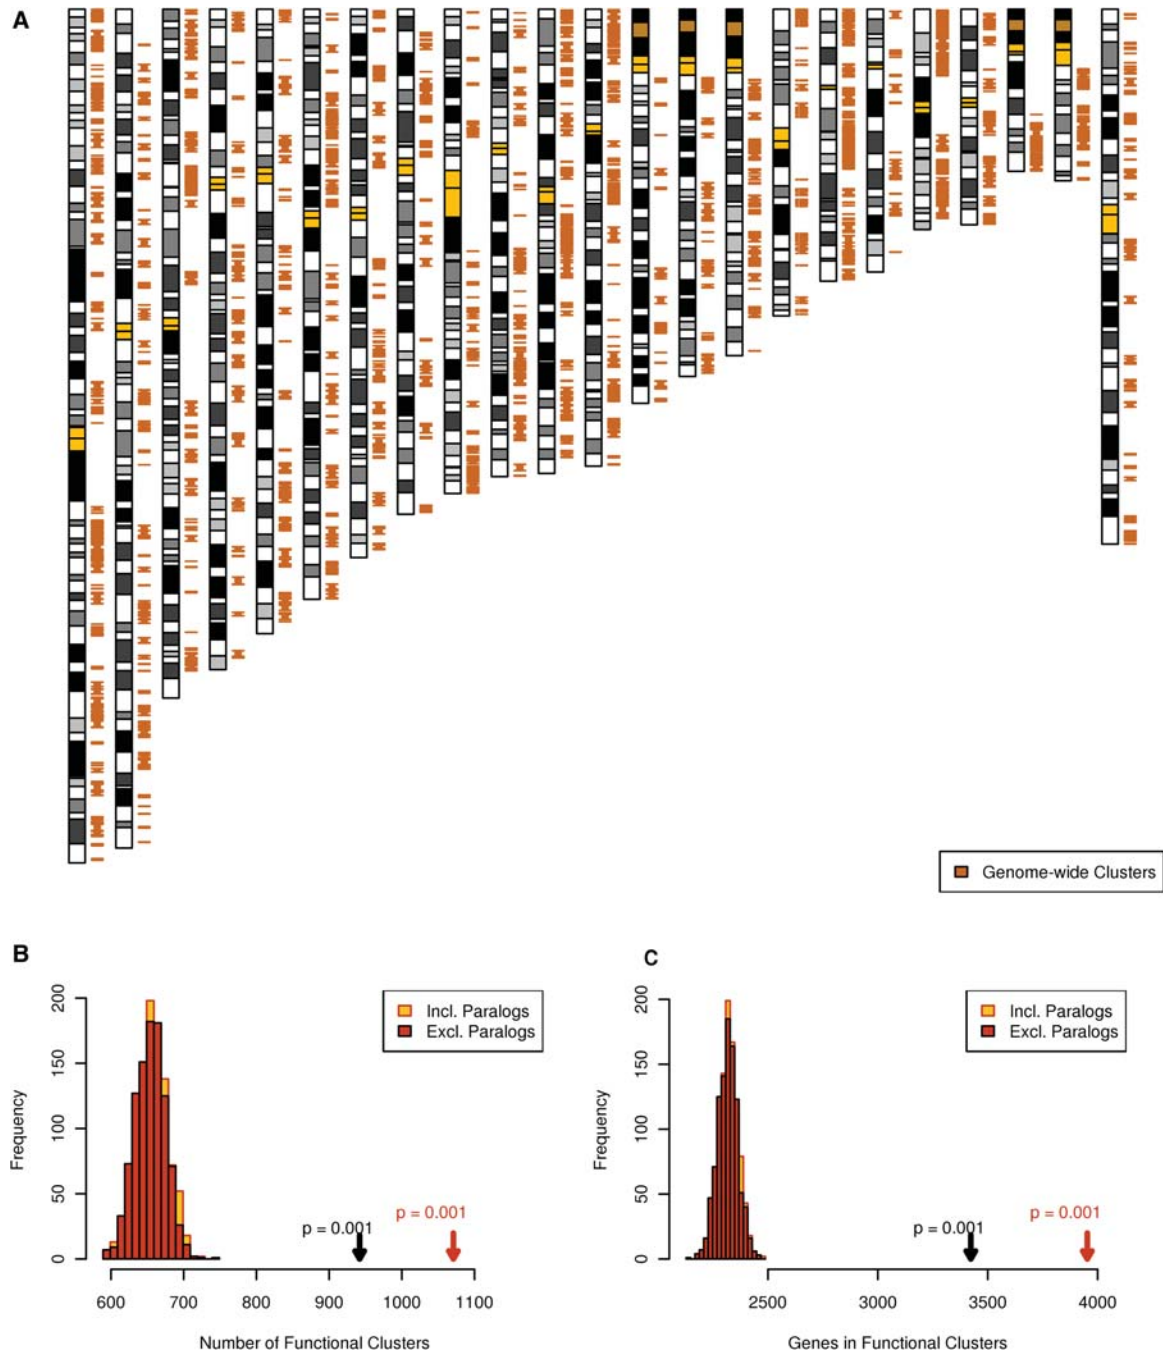 A
Genome-wide Clusters
B
Incl. Paralogs
Excl. Paralogs
Frequency
0
50
100
150
200
p = 0.001
p = 0.001
600 700 800 900 1000 1100
Number of Functional Clusters
C
Incl. Paralogs
Excl. Paralogs
Frequency
0
50
100
150
200
p = 0.001
p = 0.001
2500 3000 3500 4000
Genes in Functional Clusters